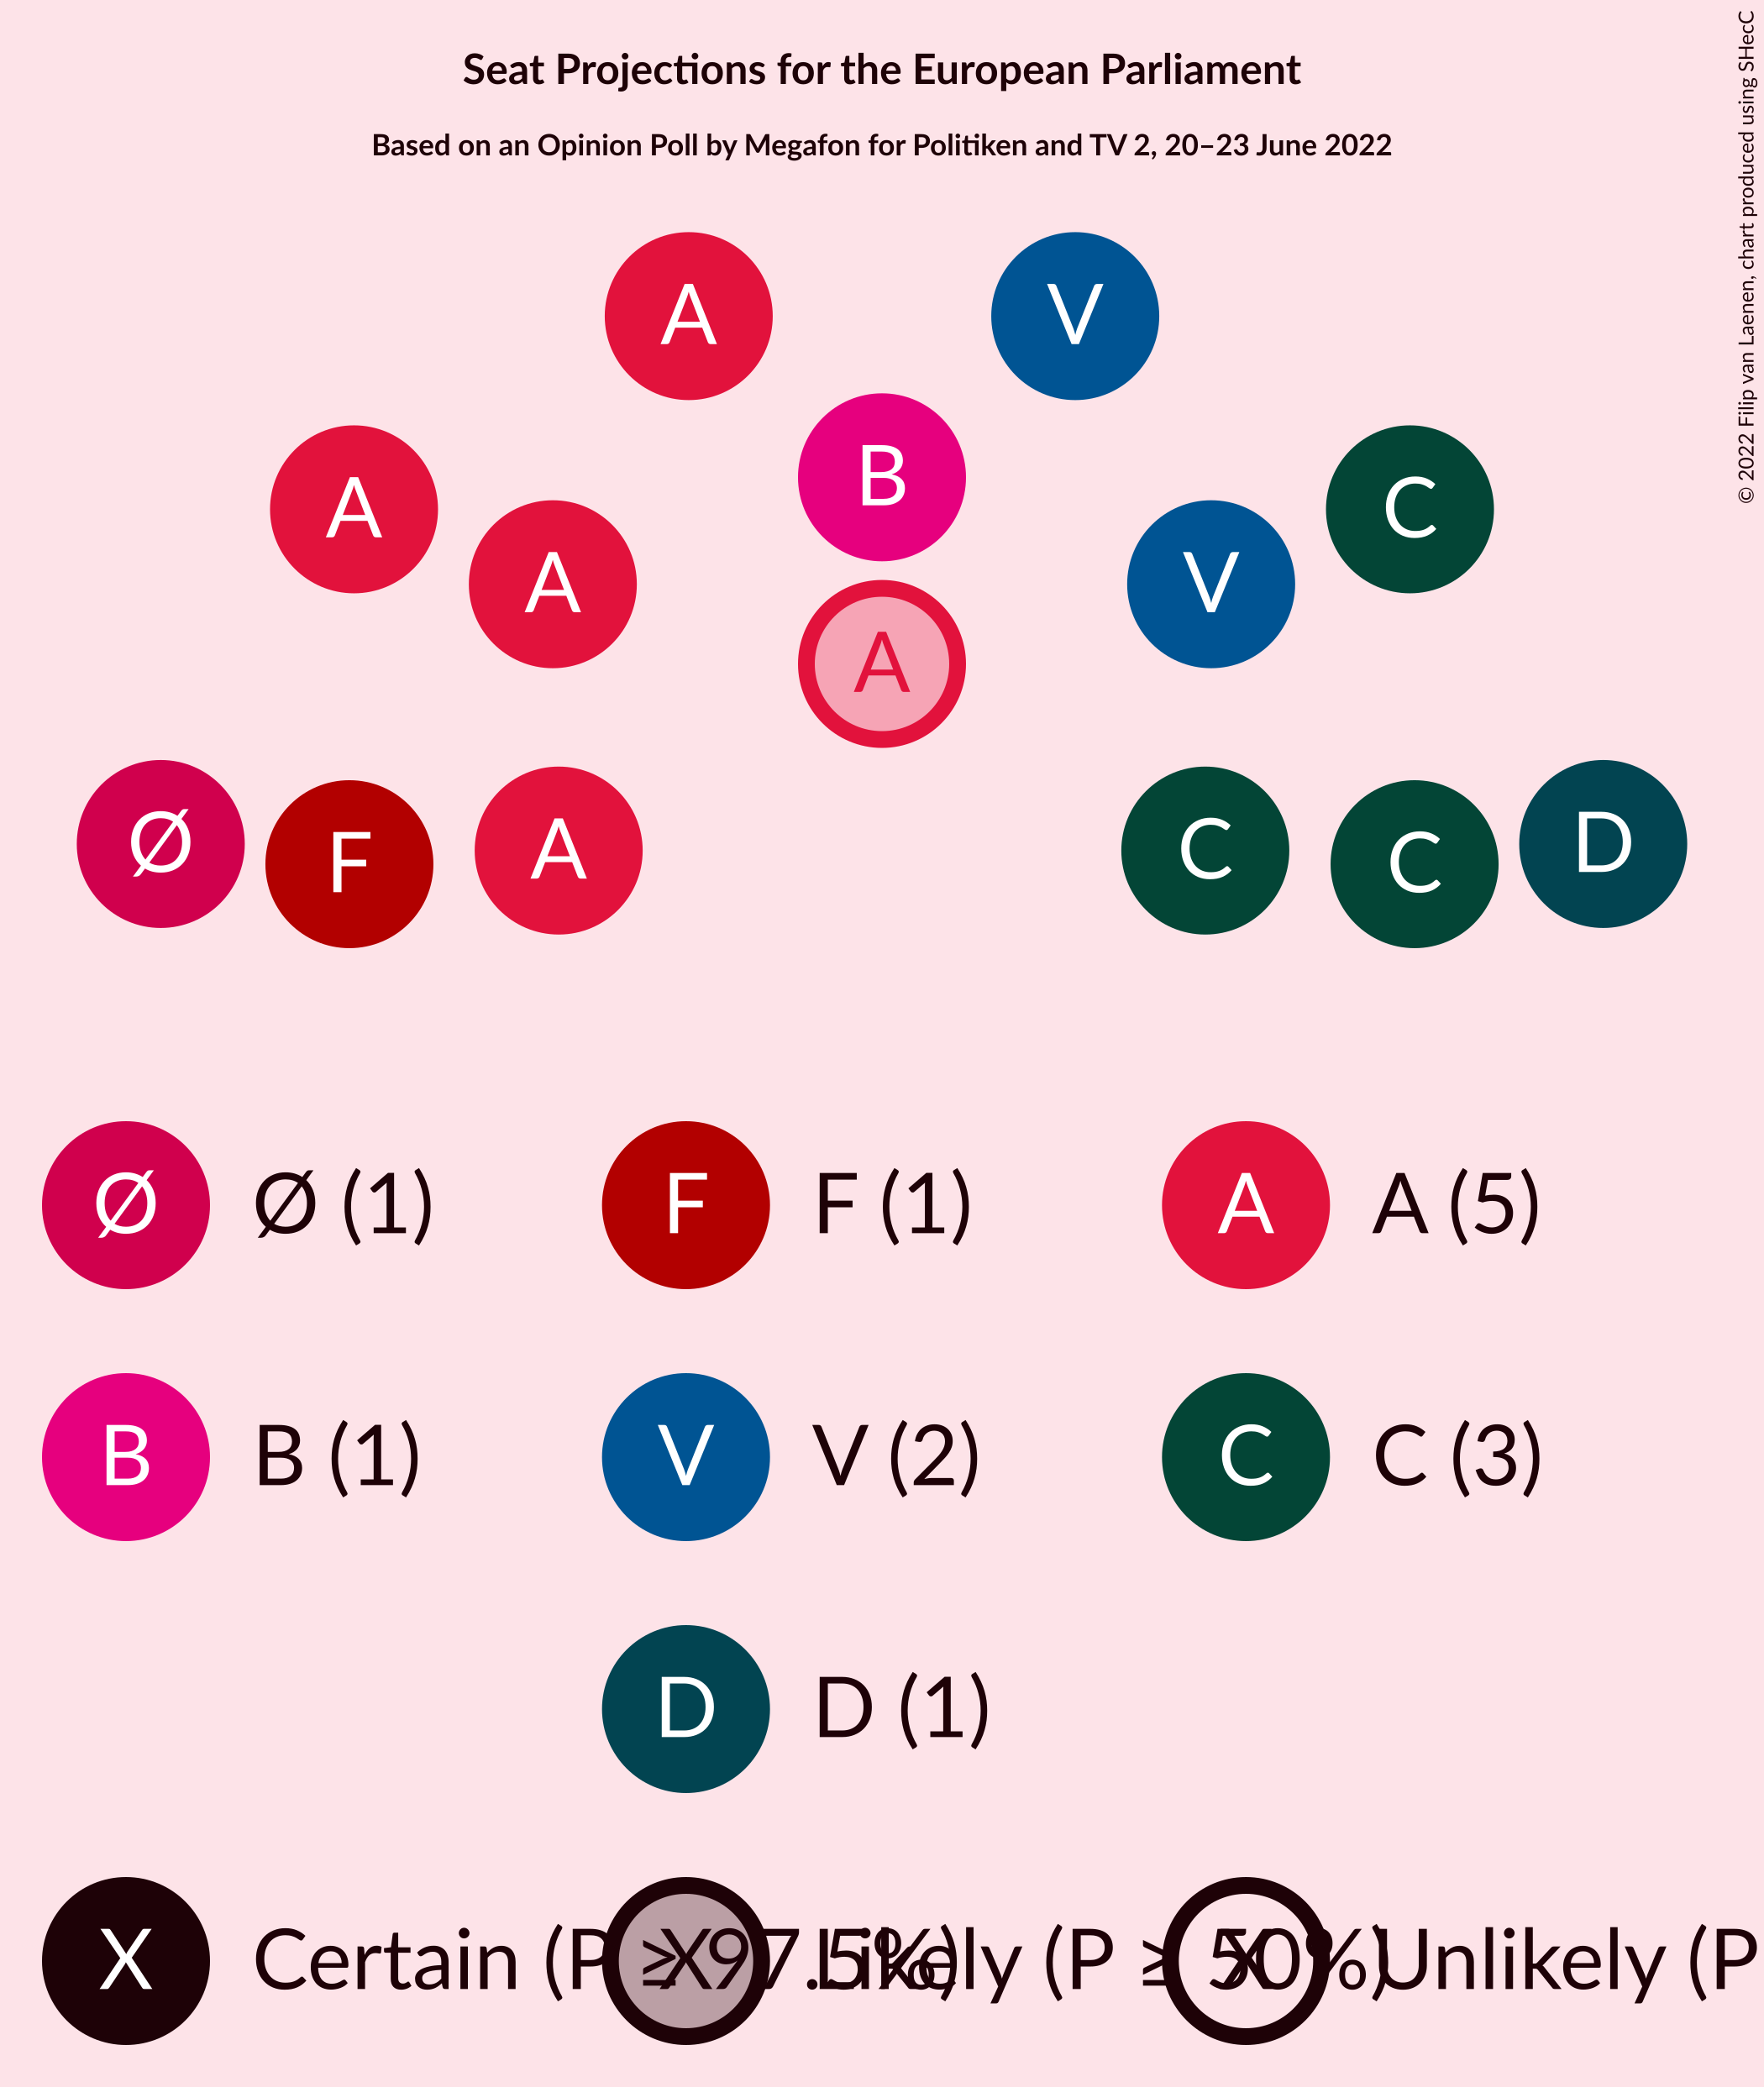 Seat Projections for the European Parliament
Based on an Opinion Poll by Megafon for Politiken and TV 2, 20–23 June 2022
© 2022 Filip van Laenen, chart produced using SHecC
A V
B
A C
A V
A
Ø D
A C
F C
Ø Ø (1) F F (1) A A (5)
B B (1) V V (2) C C (3)
D D (1)
X Certain (P ≥ 97.5%) X Likely (P ≥ 50%) X Unlikely (P